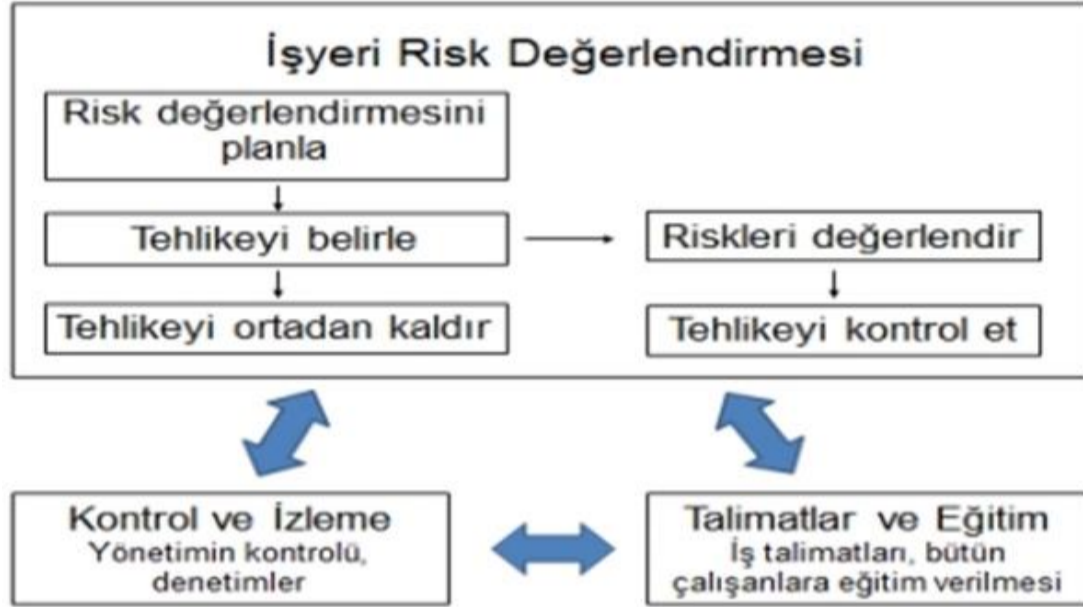 İşyeri Risk Değerlendirmesi
Risk değerlendirmesini
planla
Tehlikeyi belirle
Riskleri değerlendir
Tehlikeyi ortadan kaldır
Tehlikeyi kontrol et
Kontrol ve İzleme
Yönetimin kontrolü,
denetimler
Talimatlar ve Eğitim
İş talimatları, bütün
çalışanlara eğitim verilmesi